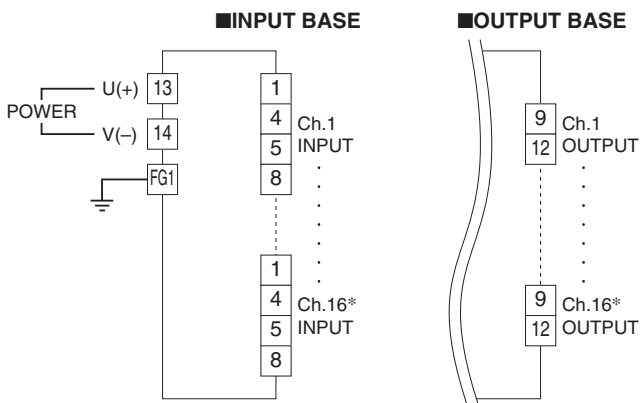 ■INPUT BASE
■OUTPUT BASE
POWER
U(+) 13
V(–) 14
FG1
1
4
5
8
Ch.1
INPUT
1
4
5
8
Ch.16*
INPUT
9
12
Ch.1
OUTPUT
9
12
Ch.16*
OUTPUT